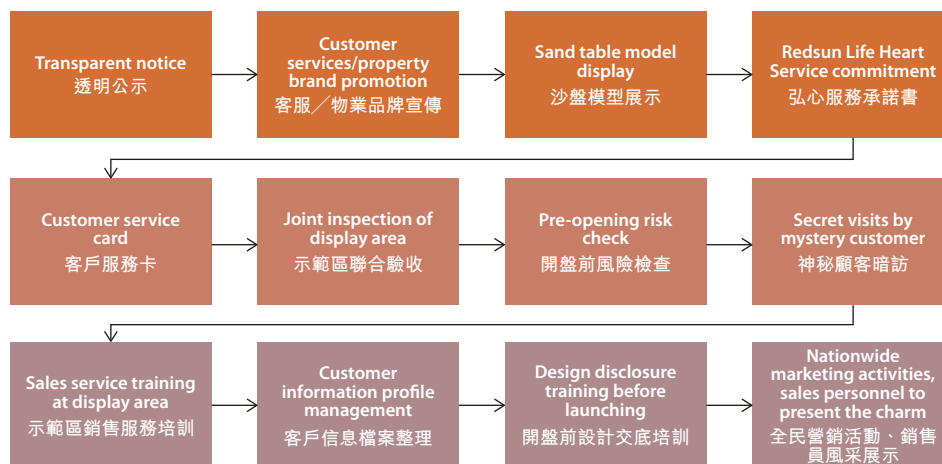 Transparent notice
透明公示
Customer
services/property
brand promotion
客服／物業品牌宣傳
Sand table model
display
沙盤模型展示
Redsun Life Heart
Service commitment
弘心服務承諾書
Customer service
card
客戶服務卡
Joint inspection of
display area
示範區聯合驗收
Pre-opening risk
check
開盤前風險檢查
Secret visits by
mystery customer
神秘顧客暗訪
Sales service training
at display area
示範區銷售服務培訓
Customer
information profile
management
客戶信息檔案整理
Design disclosure
training before
launching
開盤前設計交底培訓
Nationwide
marketing activities,
sales personnel to
present the charm
全民營銷活動、銷售
員風采展示